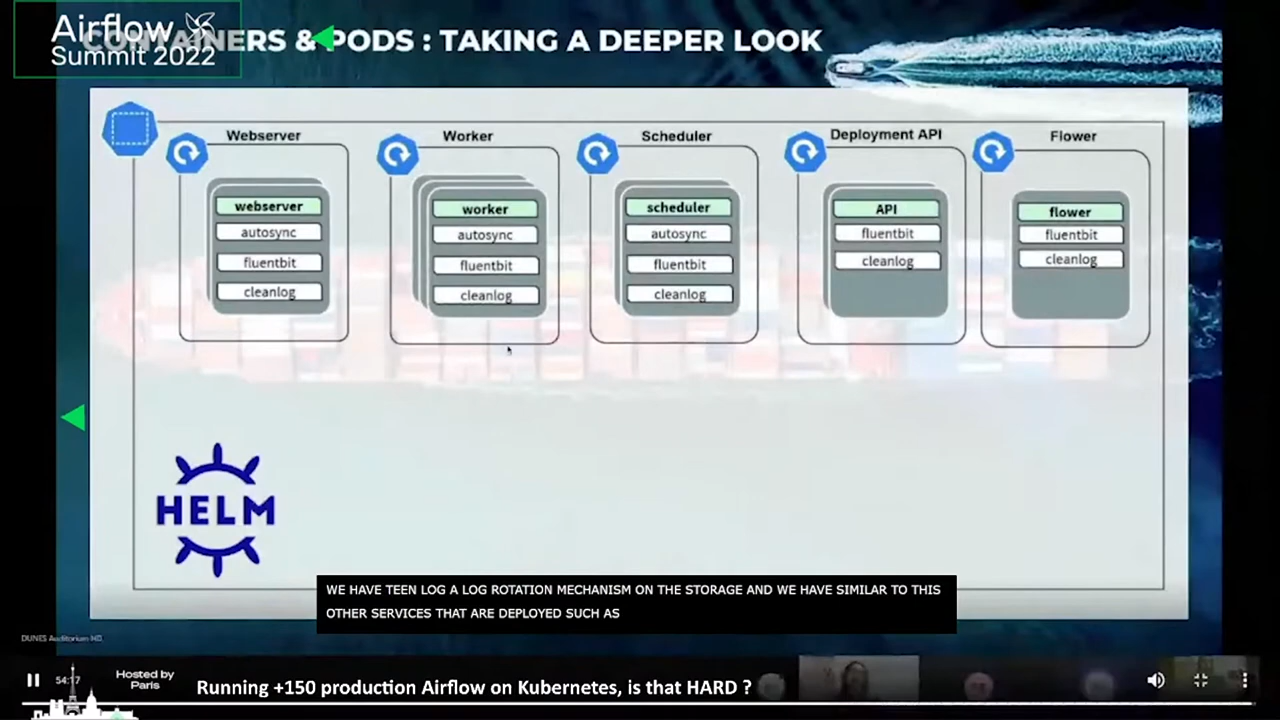 Airflow
Summit 2022
ERS & PODS : TAKING A DEEPER LOOK
Webserver
webserver
autosync
fluentbit
cleanlog
Worker
worker
autosync
fluentbit
cleanlog
Scheduler
scheduler
autosync
fluentbit
cleanlog
Deployment API
API
fluentbit
cleanlog
Flower
flower
fluentbit
cleanlog
HELM
WE HAVE TEEN LOG A LOG ROTATION MECHANISM ON THE STORAGE AND WE HAVE SIMILAR TO THIS
OTHER SERVICES THAT ARE DEPLOYED SUCH AS
DUNES Auditorium-HD
54:17
Hosted by
Paris
Running +150 production Airflow on Kubernetes, is that HARD ?